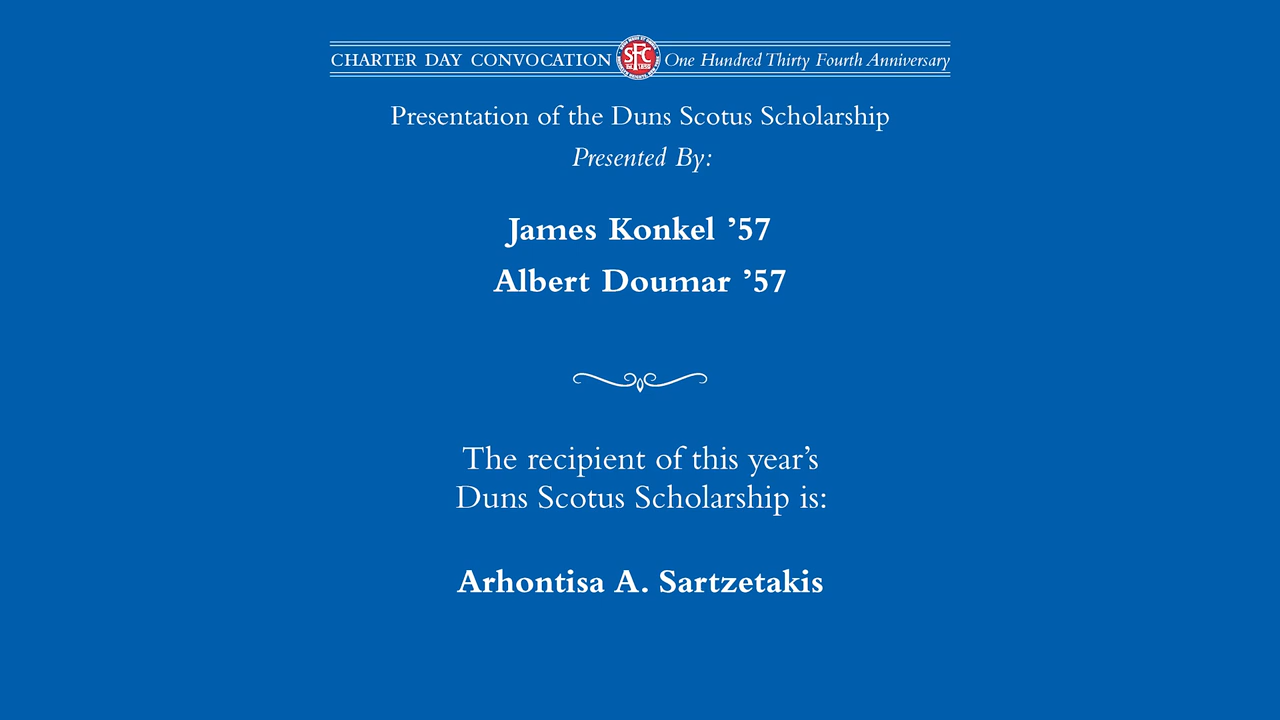 CHARTER DAY CONVOCATION SFC One Hundred Thirty Fourth Anniversary
Presentation of the Duns Scotus Scholarship
Presented By:
James Konkel ’57
Albert Doumar ’57
The recipient of this year’s
Duns Scotus Scholarship is:
Arhontisa A. Sartzetakis